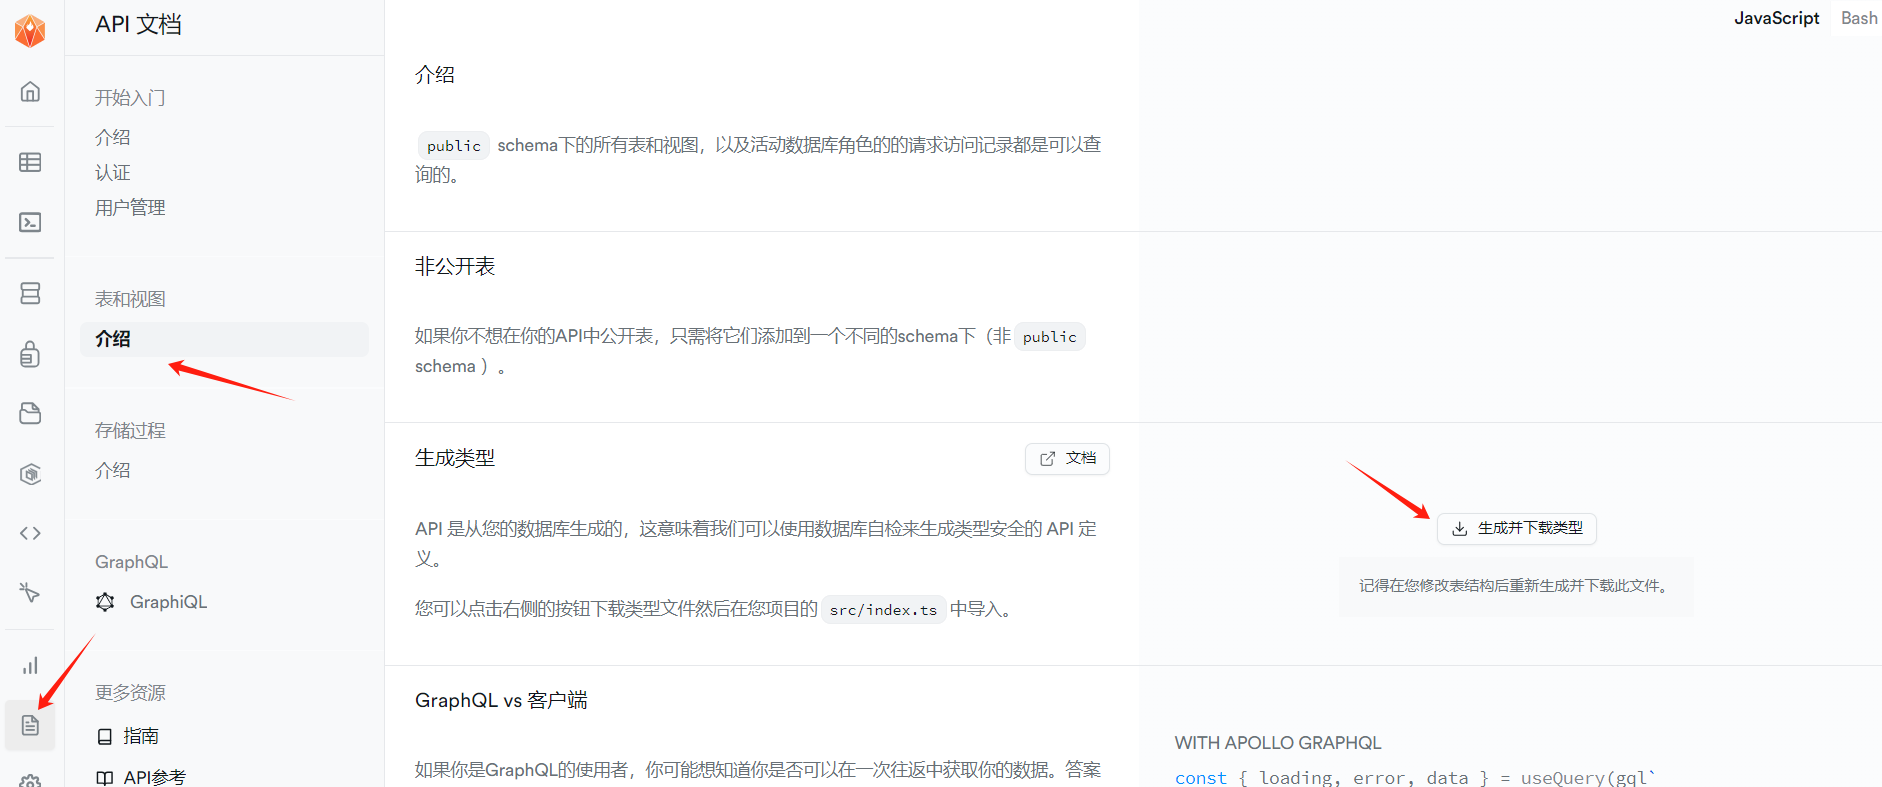 API 文档
开始入门
介绍
认证
用户管理
表和视图
介绍
存储过程
介绍
GraphQL
GraphiQL
更多资源
指南
API参考
JavaScript Bash
介绍
public schema下的所有表和视图，以及活动数据库角色的的请求访问记录都是可以查
询的。
非公开表
如果你不想在你的API中公开表，只需将它们添加到一个不同的schema下（非 public
schema ）。
生成类型
文档
API 是从您的数据库生成的，这意味着我们可以使用数据库自检来生成类型安全的 API 定
义。
您可以点击右侧的按钮下载类型文件然后在您项目的 src/index.ts 中导入。
生成并下载类型
记得在您修改表结构后重新生成并下载此文件。
GraphQL vs 客户端
如果你是GraphQL的使用者，你可能想知道你是否可以在一次往返中获取你的数据。答案
WITH APOLLO GRAPHQL
const { loading, error, data } = useQuery(gql`